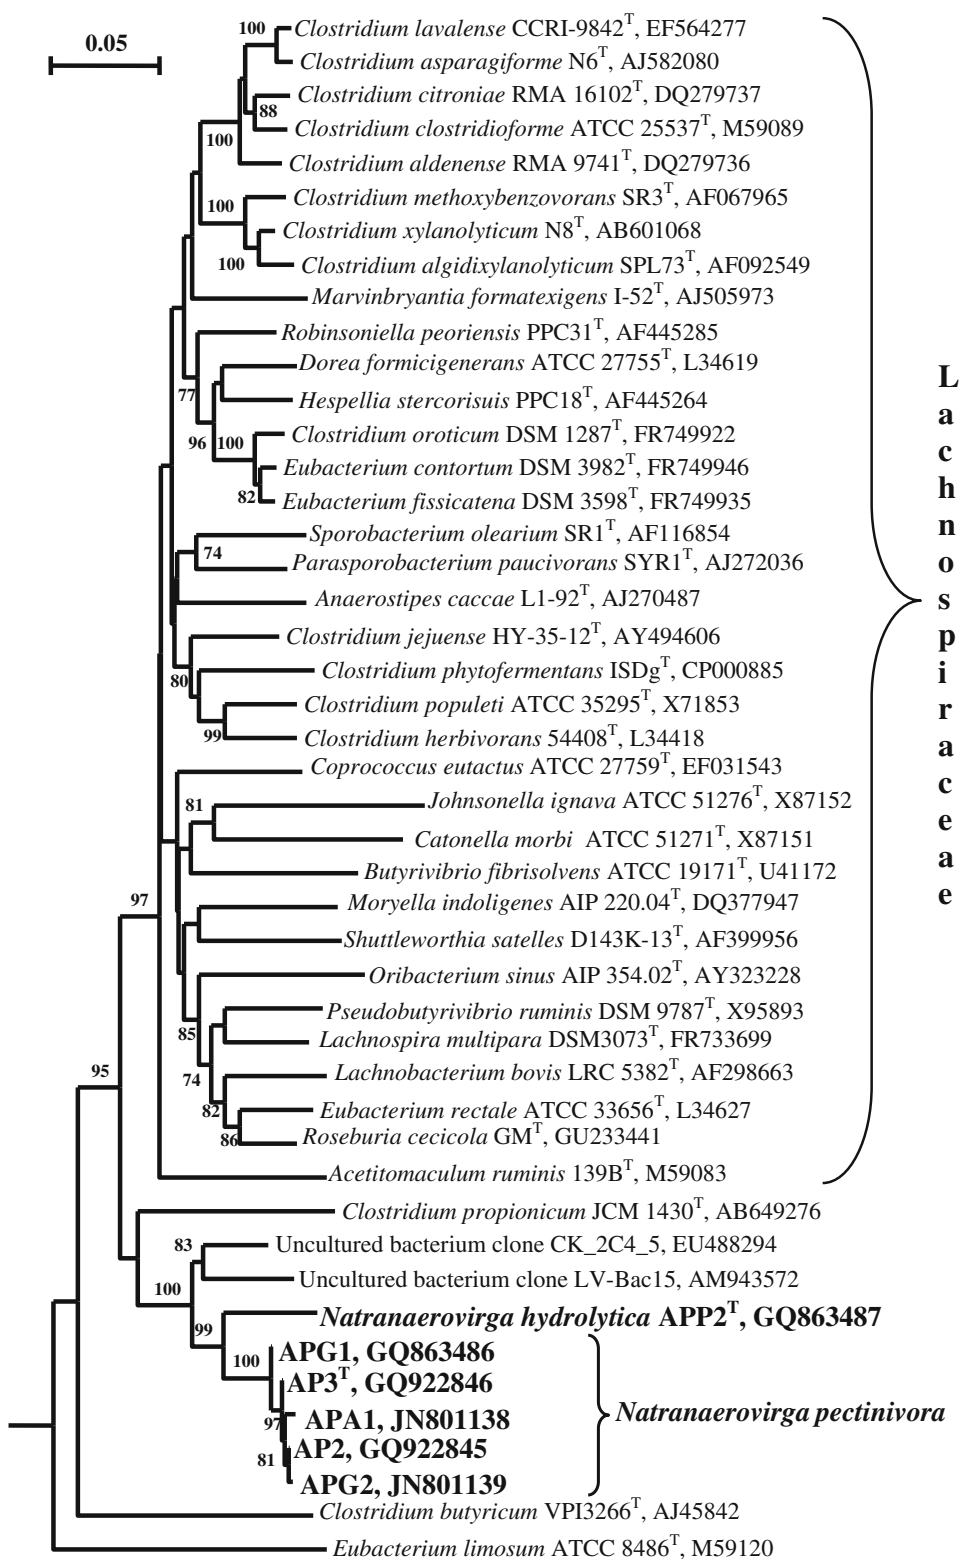 0.05
100
Clostridium lavalense CCRI-9842T, EF564277
Clostridium asparagiforme N6T, AJ582080
Clostridium citroniae RMA 16102T, DQ279737
88
Clostridium clostridioforme ATCC 25537T, M59089
100
Clostridium aldenense RMA 9741T, DQ279736
Clostridium methoxybenzovorans SR3T, AF067965
100
Clostridium xylanolyticum N8T, AB601068
100
Clostridium algidixylanolyticum SPL73T, AF092549
Marvinbryantia formatexigens I-52T, AJ505973
Robinsoniella peoriensis PPC31T, AF445285
Dorea formicigenerans ATCC 27755T, L34619
77
Hespellia stercorisuis PPC18T, AF445264
96
100
Clostridium oroticum DSM 1287T, FR749922
Eubacterium contortum DSM 3982T, FR749946
82
Eubacterium fissicatena DSM 3598T, FR749935
Sporobacterium olearium SR1T, AF116854
74
Parasporobacterium paucivorans SYR1T, AJ272036
Anaerostipes caccae L1-92T, AJ270487
Clostridium jejuense HY-35-12T, AY494606
80
Clostridium phytofermentans ISDgT, CP000885
Clostridium populeti ATCC 35295T, X71853
99
Clostridium herbivorans 54408T, L34418
Coprococcus eutactus ATCC 27759T, EF031543
81
Johnsonella ignava ATCC 51276T, X87152
Catonella morbi ATCC 51271T, X87151
Butyrivibrio fibrisolvens ATCC 19171T, U41172
97
Moryella indoligenes AIP 220.04T, DQ377947
Shuttleworthia satelles D143K-13T, AF399956
Oribacterium sinus AIP 354.02T, AY323228
Pseudobutyrivibrio ruminis DSM 9787T, X95893
85
Lachnospira multipara DSM3073T, FR733699
95
74
Lachnobacterium bovis LRC 5382T, AF298663
82
Eubacterium rectale ATCC 33656T, L34627
86
Roseburia cecicola GMT, GU233441
Acetitomaculum ruminis 139BT, M59083
Lachnospiraceae
Clostridium propionicum JCM 1430T, AB649276
83
Uncultured bacterium clone CK_2C4_5, EU488294
100
Uncultured bacterium clone LV-Bac15, AM943572
99
Natranaerovirga hydrolytica APP2T, GQ863487
100
APG1, GQ863486
AP3T, GQ922846
97
APA1, JN801138
Natranaerovirga pectinivora
81
AP2, GQ922845
APG2, JN801139
Clostridium butyricum VPI3266T, AJ45842
Eubacterium limosum ATCC 8486T, M59120